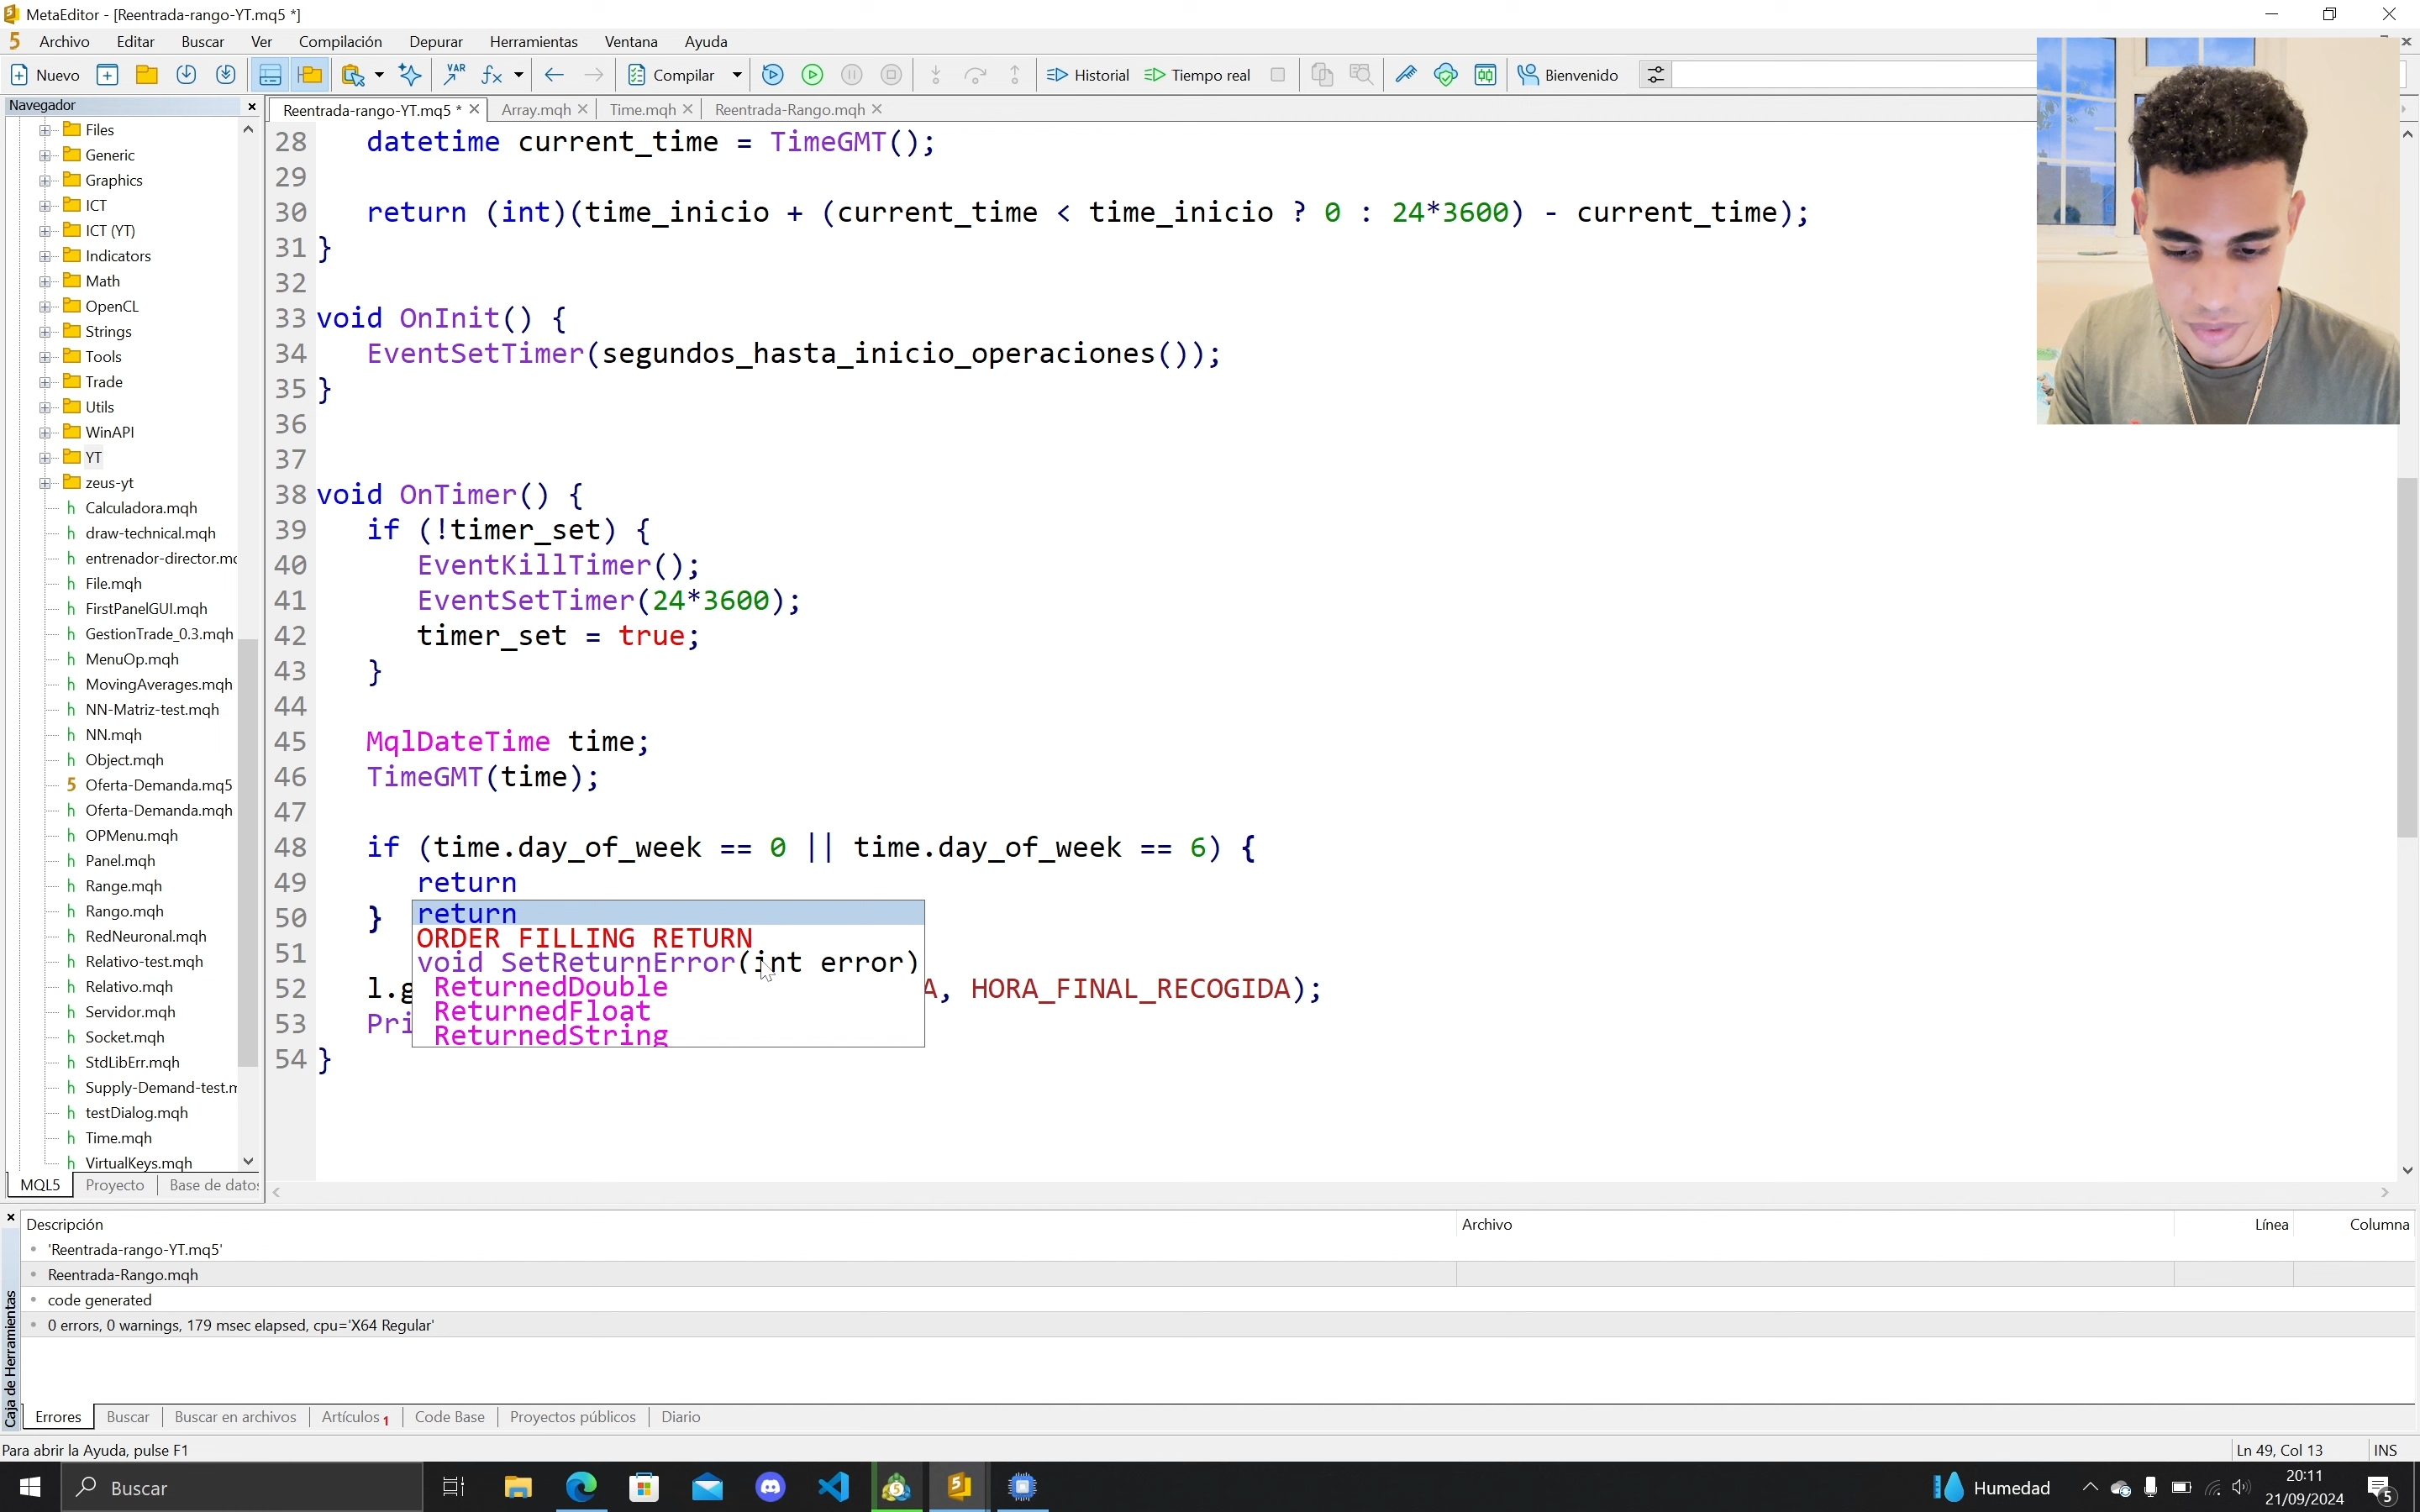 MetaEditor - [Reentrada-rango-YT.mq5 *]
Archivo Editar Buscar Ver Compilación Depurar Herramientas Ventana Ayuda
Nuevo VAR Compilar Historial Tiempo real Bienvenido
Navegador
Reentrada-rango-YT.mq5 * Array.mqh Time.mqh Reentrada-Rango.mqh
Files
Generic
Graphics
ICT
ICT (YT)
Indicators
Math
OpenCL
Strings
Tools
Trade
Utils
WinAPI
YT
zeus-yt
Calculadora.mqh
draw-technical.mqh
entrenador-director.mc
File.mqh
FirstPanelGUI.mqh
GestionTrade_0.3.mqh
MenuOp.mqh
MovingAverages.mqh
NN-Matriz-test.mqh
NN.mqh
Object.mqh
Oferta-Demanda.mq5
Oferta-Demanda.mqh
OPMenu.mqh
Panel.mqh
Range.mqh
Rango.mqh
RedNeuronal.mqh
Relativo-test.mqh
Relativo.mqh
Servidor.mqh
Socket.mqh
StdLibErr.mqh
Supply-Demand-test.m
testDialog.mqh
Time.mqh
VirtualKeys.mqh
MQL5 Proyecto Base de datos
28 datetime current_time = TimeGMT();
29
30 return (int)(time_inicio + (current_time < time_inicio ? 0 : 24*3600) - current_time);
31 }
32
33 void OnInit() {
34 EventSetTimer(segundos_hasta_inicio_operaciones());
35 }
36
37
38 void OnTimer() {
39 if (!timer_set) {
40 EventKillTimer();
41 EventSetTimer(24*3600);
42 timer_set = true;
43 }
44
45 MqlDateTime time;
46 TimeGMT(time);
47
48 if (time.day_of_week == 0 || time.day_of_week == 6) {
49 return
50 }
51
52 l.g A, HORA_FINAL_RECOGIDA);
53 Pri
54 }
return
ORDER_FILLING_RETURN
void SetReturnError(int error)
ReturnedDouble
ReturnedFloat
ReturnedString
Caja de Herramientas
Descripción Archivo Línea Columna
'Reentrada-rango-YT.mq5'
Reentrada-Rango.mqh
code generated
0 errors, 0 warnings, 179 msec elapsed, cpu='X64 Regular'
Errores Buscar Buscar en archivos Artículos 1 Code Base Proyectos públicos Diario
Para abrir la Ayuda, pulse F1 Ln 49, Col 13 INS
Buscar Humedad 20:11
21/09/2024
5